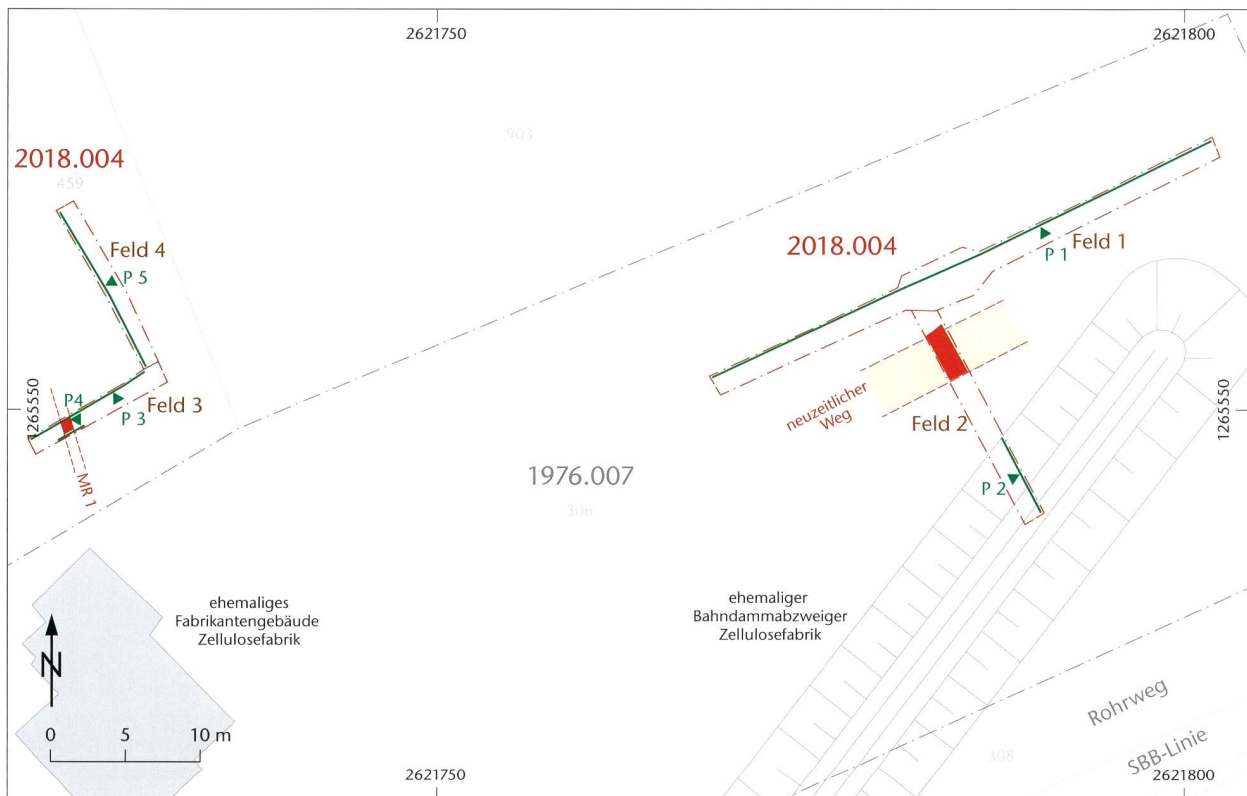 2621750
2621800
903
2018.004
459
Feld 4
P 5
2018.004
Feld 1
P 1
1265550
P4
P 3
Feld 3
MR 1
neuzeitlicher
Weg
Feld 2
1265550
1976.007
306
P 2
ehemaliges
Fabrikantengebäude
Zellulosefabrik
ehemaliger
Bahndammabzweiger
Zellulosefabrik
N
0 5 10 m
Rohrweg
308
SBB-Linie
2621750
2621800